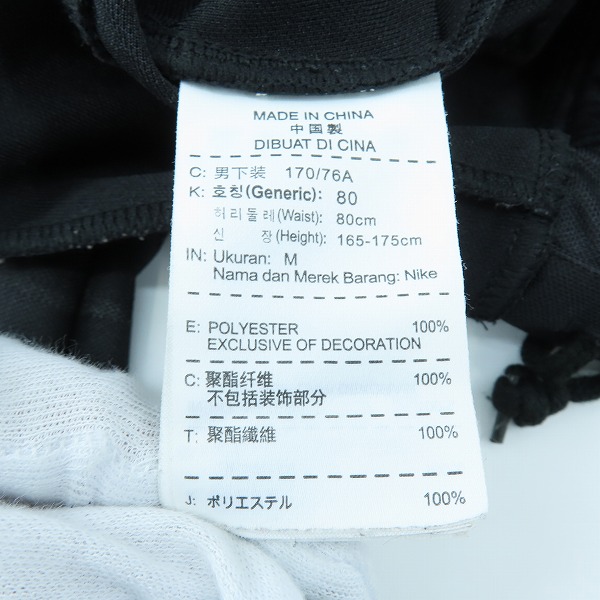 MADE IN CHINA
中国製
DIBUAT DI CINA
C: 男下装 170/76A
K: 호칭(Generic): 80
허리둘레(Waist): 80cm
신 장(Height): 165-175cm
IN: Ukuran: M
Nama dan Merek Barang: Nike
E: POLYESTER 100%
EXCLUSIVE OF DECORATION
C: 聚酯纤维 100%
不包括装饰部分
T: 聚酯纖維 100%
J: ポリエステル 100%